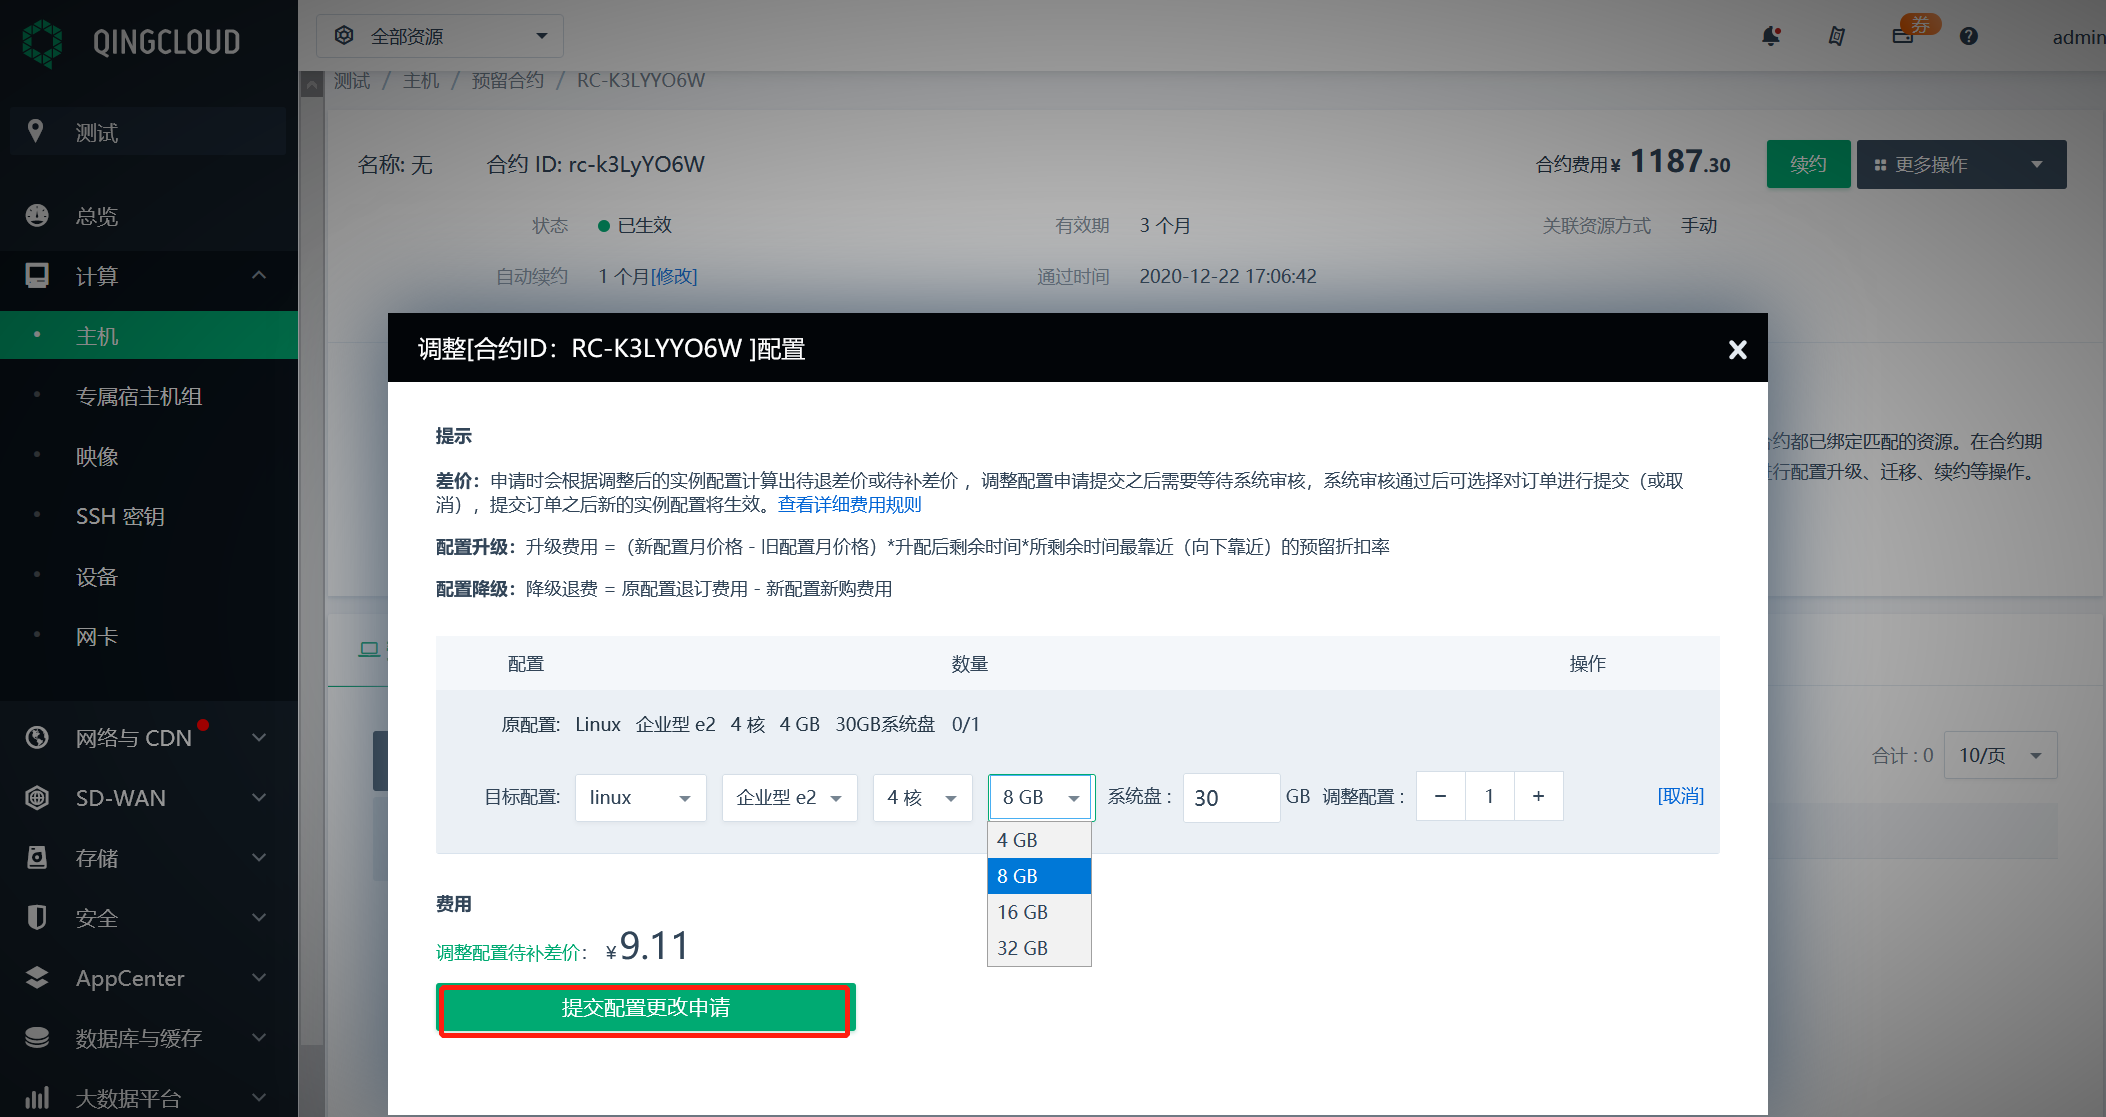 QINGCLOUD
全部资源
券
admin
测试 / 主机 / 预留合约 / RC-K3LYYO6W
测试
总览
计算
主机
专属宿主机组
映像
SSH 密钥
设备
网卡
网络与 CDN
SD-WAN
存储
安全
AppCenter
数据库与缓存
大数据平台
名称: 无 合约 ID: rc-k3LyYO6W
合约费用¥ 1187.30
续约
更多操作
状态 已生效
有效期 3 个月
关联资源方式 手动
自动续约 1 个月[修改]
通过时间 2020-12-22 17:06:42
约都已绑定匹配的资源。在合约期
行配置升级、迁移、续约等操作。
合计 : 0 10/页
调整[合约ID：RC-K3LYYO6W ]配置
提示
差价：申请时会根据调整后的实例配置计算出待退差价或待补差价 ，调整配置申请提交之后需要等待系统审核，系统审核通过后可选择对订单进行提交（或取
消），提交订单之后新的实例配置将生效。查看详细费用规则
配置升级：升级费用 =（新配置月价格 - 旧配置月价格）*升配后剩余时间*所剩余时间最靠近（向下靠近）的预留折扣率
配置降级：降级退费 = 原配置退订费用 - 新配置新购费用
配置 数量 操作
原配置: Linux 企业型 e2 4 核 4 GB 30GB系统盘 0/1
目标配置: linux 企业型 e2 4 核 8 GB 系统盘 : 30 GB 调整配置 : − 1 + [取消]
4 GB
8 GB
16 GB
32 GB
费用
调整配置待补差价： ¥9.11
提交配置更改申请